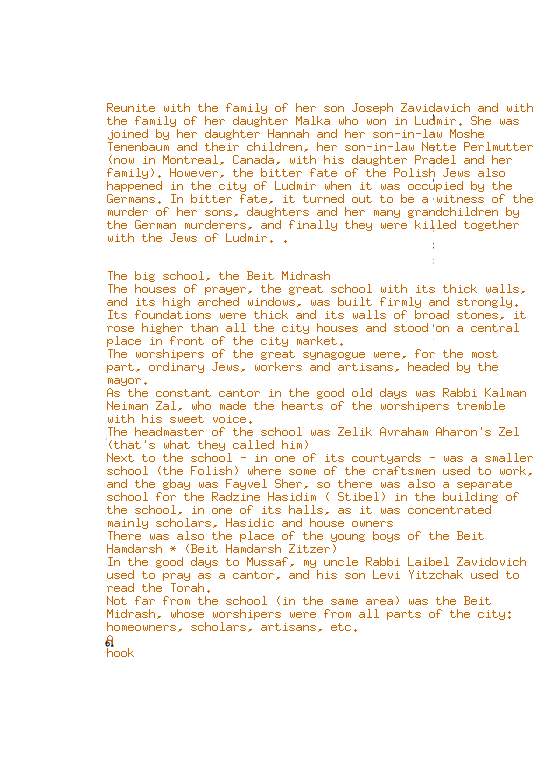 Reunite with the family of her son Joseph Zavidavich and with
the family of her daughter Malka who won in Ludmir. She was
joined by her daughter Hannah and her son-in-law Moshe
Tenenbaum and their children, her son-in-law Nette Perlmutter
(now in Montreal, Canada, with his daughter Pradel and her
family). However, the bitter fate of the Polish Jews also
happened in the city of Ludmir when it was occupied by the
Germans. In bitter fate, it turned out to be a witness of the
murder of her sons, daughters and her many grandchildren by
the German murderers, and finally they were killed together
with the Jews of Ludmir. .
The big school, the Beit Midrash
The houses of prayer, the great school with its thick walls,
and its high arched windows, was built firmly and strongly.
Its foundations were thick and its walls of broad stones, it
rose higher than all the city houses and stood on a central
place in front of the city market.
The worshipers of the great synagogue were, for the most
part, ordinary Jews, workers and artisans, headed by the
mayor.
As the constant cantor in the good old days was Rabbi Kalman
Neiman Zal, who made the hearts of the worshipers tremble
with his sweet voice.
The headmaster of the school was Zelik Avraham Aharon's Zel
(that's what they called him)
Next to the school - in one of its courtyards - was a smaller
school (the Folish) where some of the craftsmen used to work,
and the gbay was Fayvel Sher, so there was also a separate
school for the Radzine Hasidim ( Stibel) in the building of
the school, in one of its halls, as it was concentrated
mainly scholars, Hasidic and house owners
There was also the place of the young boys of the Beit
Hamdarsh * (Beit Hamdarsh Zitzer)
In the good days to Mussaf, my uncle Rabbi Laibel Zavidovich
used to pray as a cantor, and his son Levi Yitzchak used to
read the Torah.
Not far from the school (in the same area) was the Beit
Midrash, whose worshipers were from all parts of the city:
homeowners, scholars, artisans, etc.
A
61
hook